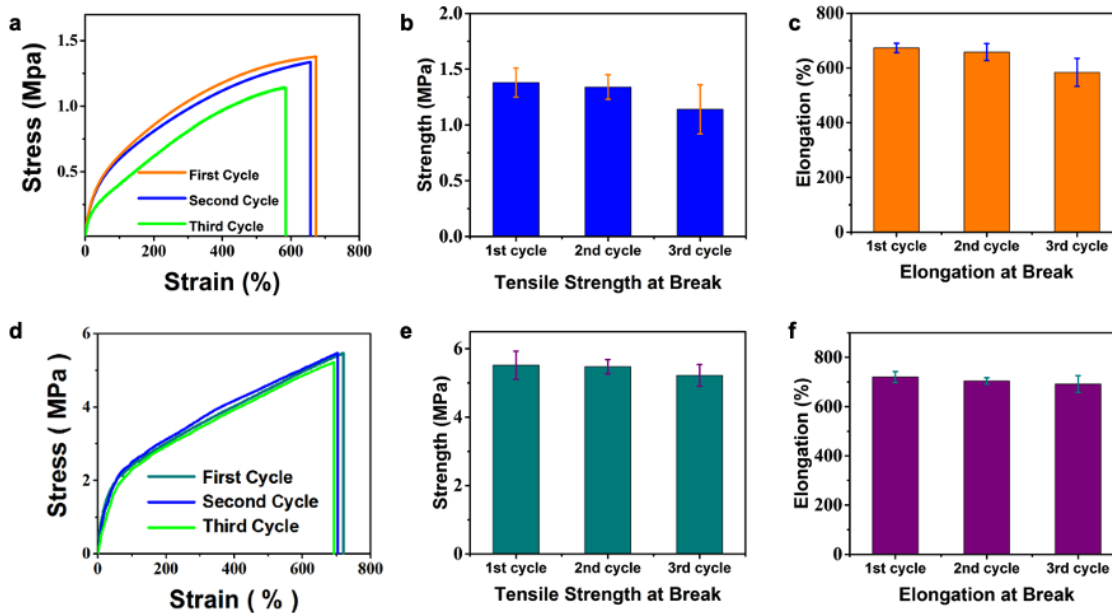 a
Stress (Mpa)
1.5
1.0
0.5
0 200 400 600 800
Strain (%)
First Cycle
Second Cycle
Third Cycle
b
Strength (MPa)
2.0
1.5
1.0
0.5
0.0
1st cycle 2nd cycle 3rd cycle
Tensile Strength at Break
c
Elongation (%)
800
600
400
200
0
1st cycle 2nd cycle 3rd cycle
Elongation at Break
d
Stress ( MPa)
6
4
2
0
0 200 400 600 800
Strain ( % )
First Cycle
Second Cycle
Third Cycle
e
Strength (MPa)
6
4
2
0
1st cycle 2nd cycle 3rd cycle
Tensile Strength at Break
f
Elongation (%)
800
600
400
200
0
1st cycle 2nd cycle 3rd cycle
Elongation at Break